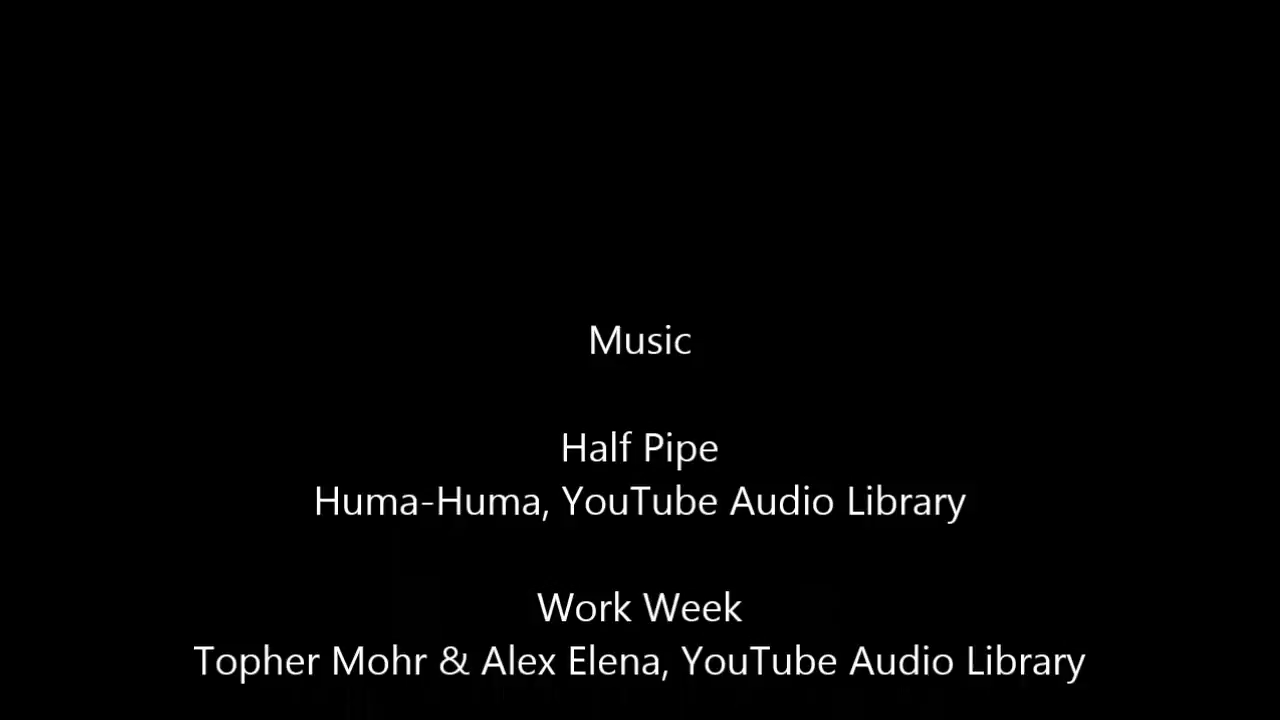 Music
Half Pipe
Huma-Huma, YouTube Audio Library
Work Week
Topher Mohr & Alex Elena, YouTube Audio Library